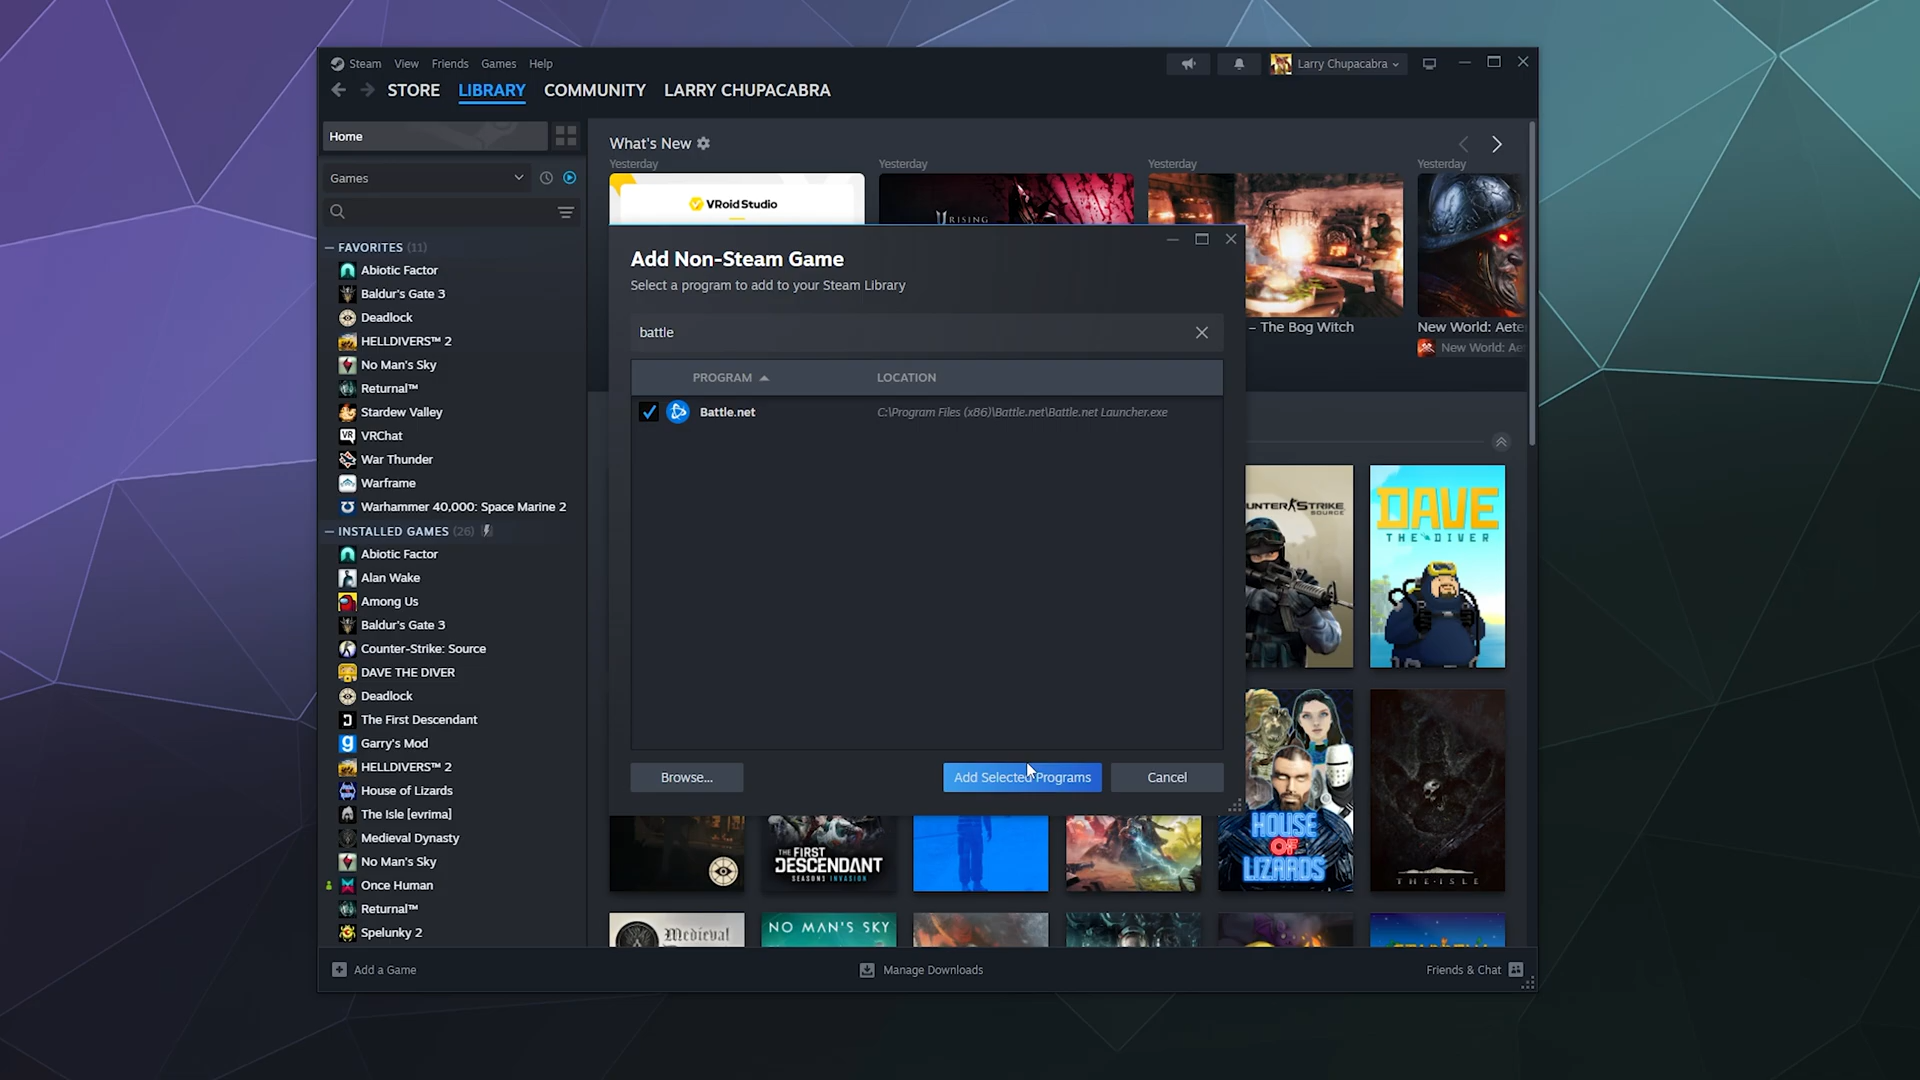 Steam View Friends Games Help
Larry Chupacabra
STORE LIBRARY COMMUNITY LARRY CHUPACABRA
Home
Games
FAVORITES (11)
Abiotic Factor
Baldur's Gate 3
Deadlock
HELLDIVERS™ 2
No Man's Sky
Returnal™
Stardew Valley
VRChat
War Thunder
Warframe
Warhammer 40,000: Space Marine 2
INSTALLED GAMES (26)
Abiotic Factor
Alan Wake
Among Us
Baldur's Gate 3
Counter-Strike: Source
DAVE THE DIVER
Deadlock
The First Descendant
Garry's Mod
HELLDIVERS™ 2
House of Lizards
The Isle [evrima]
Medieval Dynasty
No Man's Sky
Once Human
Returnal™
Spelunky 2
What's New
Yesterday
Yesterday
Yesterday
Yesterday
VRoid Studio
V RISING
– The Bog Witch
New World: Aete
New World: Ae
Add Non-Steam Game
Select a program to add to your Steam Library
battle
PROGRAM LOCATION
Battle.net C:\Program Files (x86)\Battle.net\Battle.net Launcher.exe
Browse... Add Selected Programs Cancel
UNTER STRIKE
SOURCE
DAVE
THE DIVER
THE FIRST
DESCENDANT
HOUSE
OF
LIZARDS
THE ISLE
Medieval
NO MAN'S SKY
Add a Game
Manage Downloads
Friends & Chat